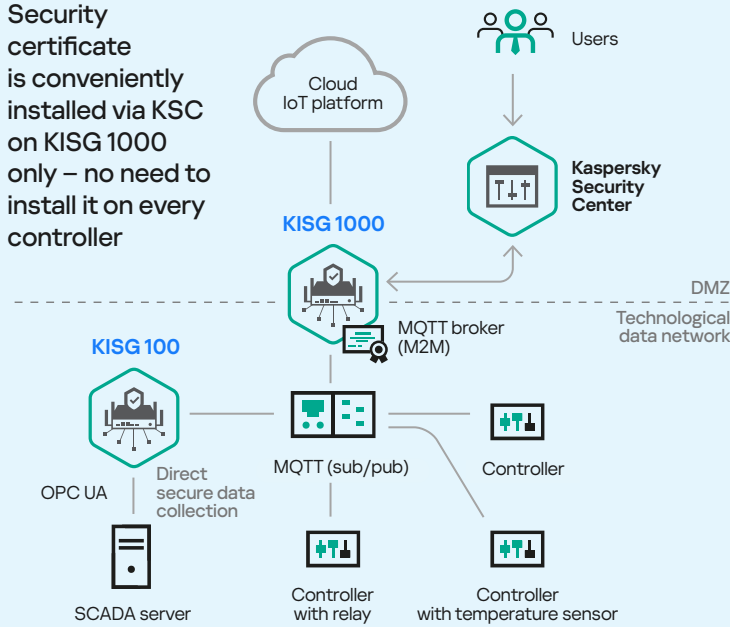 Security
certificate
is conveniently
installed via KSC
on KISG 1000
only – no need to
install it on every
controller
Cloud
IoT platform
Users
Kaspersky
Security
Center
KISG 1000
DMZ
Technological
data network
MQTT broker
(M2M)
KISG 100
MQTT (sub/pub)
Controller
OPC UA
Direct
secure data
collection
SCADA server
Controller
with relay
Controller
with temperature sensor